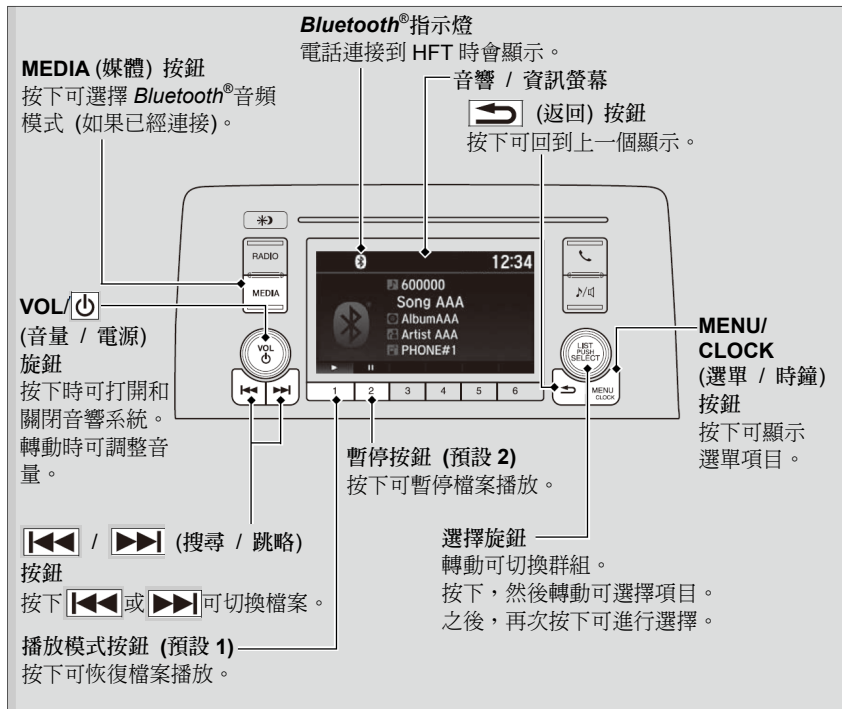 Bluetooth®指示燈
電話連接到 HFT 時會顯示。
MEDIA (媒體) 按鈕
按下可選擇 Bluetooth®音頻
模式 (如果已經連接)。
音響 / 資訊螢幕
(返回) 按鈕
按下可回到上一個顯示。
RADIO
MEDIA
12:34
600000
Song AAA
AlbumAAA
Artist AAA
PHONE#1
VOL
LIST
PUSH
SELECT
MENU
CLOCK
1 2 3 4 5 6
VOL/
(音量 / 電源)
旋鈕
按下時可打開和
關閉音響系統。
轉動時可調整音
量。
MENU/
CLOCK
(選單 / 時鐘)
按鈕
按下可顯示
選單項目。
暫停按鈕 (預設 2)
按下可暫停檔案播放。
/ (搜尋 / 跳略)
按鈕
按下或可切換檔案。
選擇旋鈕
轉動可切換群組。
按下，然後轉動可選擇項目。
之後，再次按下可進行選擇。
播放模式按鈕 (預設 1)
按下可恢復檔案播放。